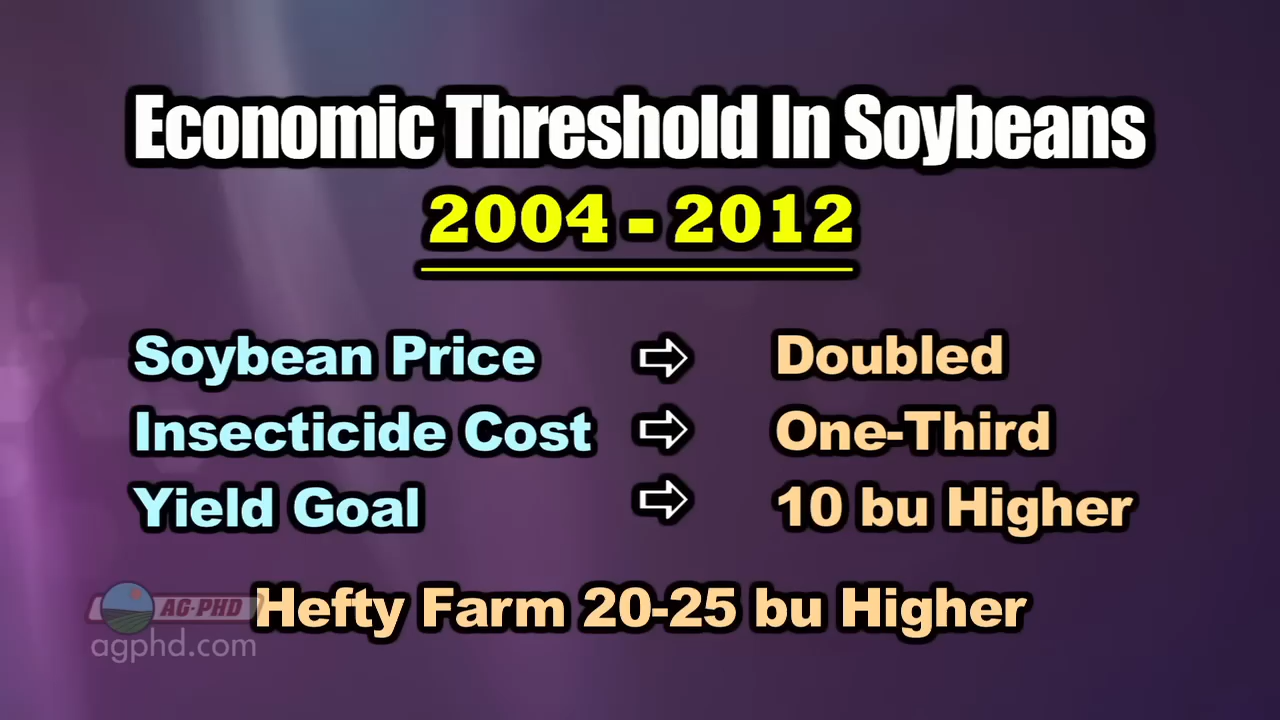 Economic Threshold In Soybeans
2004 - 2012
Soybean Price ⇨ Doubled
Insecticide Cost ⇨ One-Third
Yield Goal ⇨ 10 bu Higher
Hefty Farm 20-25 bu Higher
AG-PHD
agphd.com